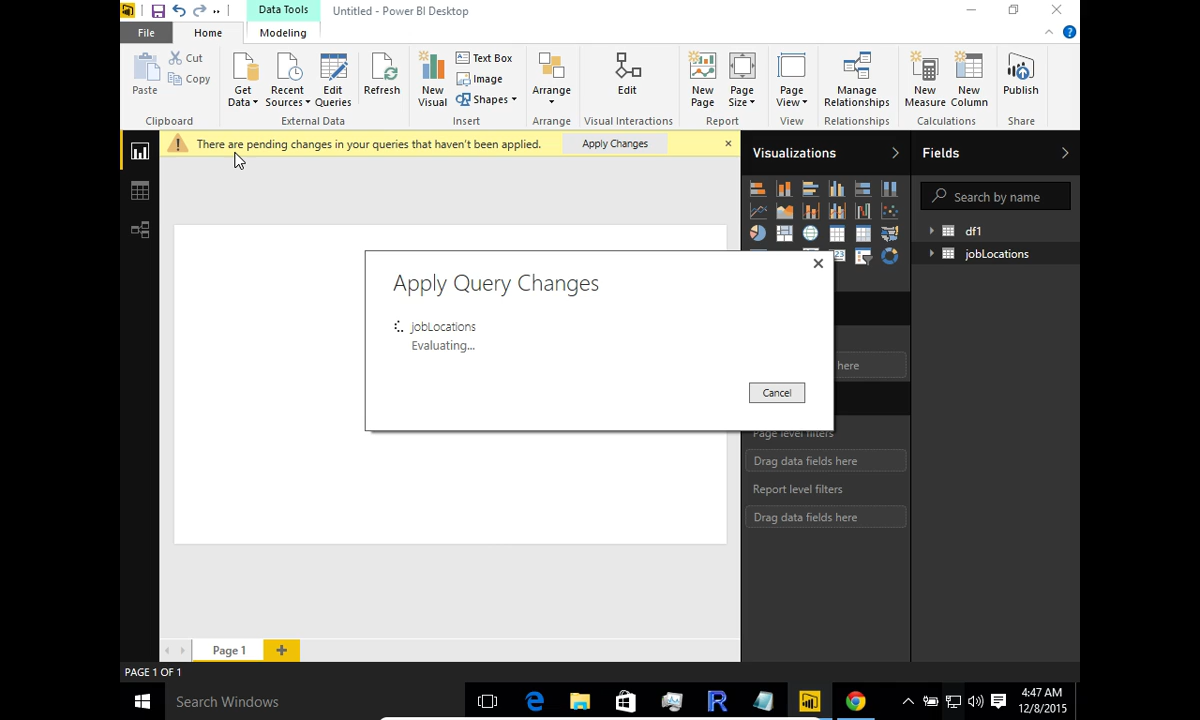 Data Tools
Untitled - Power BI Desktop
File
Home
Modeling
?
Paste
Cut
Copy
Get Data
Recent Sources
Edit Queries
Refresh
New Visual
Text Box
Image
Shapes
Arrange
Edit
New Page
Page Size
Page View
Manage Relationships
New Measure
New Column
Publish
Clipboard
External Data
Insert
Arrange
Visual Interactions
Report
View
Relationships
Calculations
Share
There are pending changes in your queries that haven't been applied.
Apply Changes
Visualizations
Fields
Search by name
df1
jobLocations
Apply Query Changes
jobLocations
Evaluating...
Cancel
here
Page level filters
Drag data fields here
Report level filters
Drag data fields here
Page 1
PAGE 1 OF 1
Search Windows
4:47 AM
12/8/2015